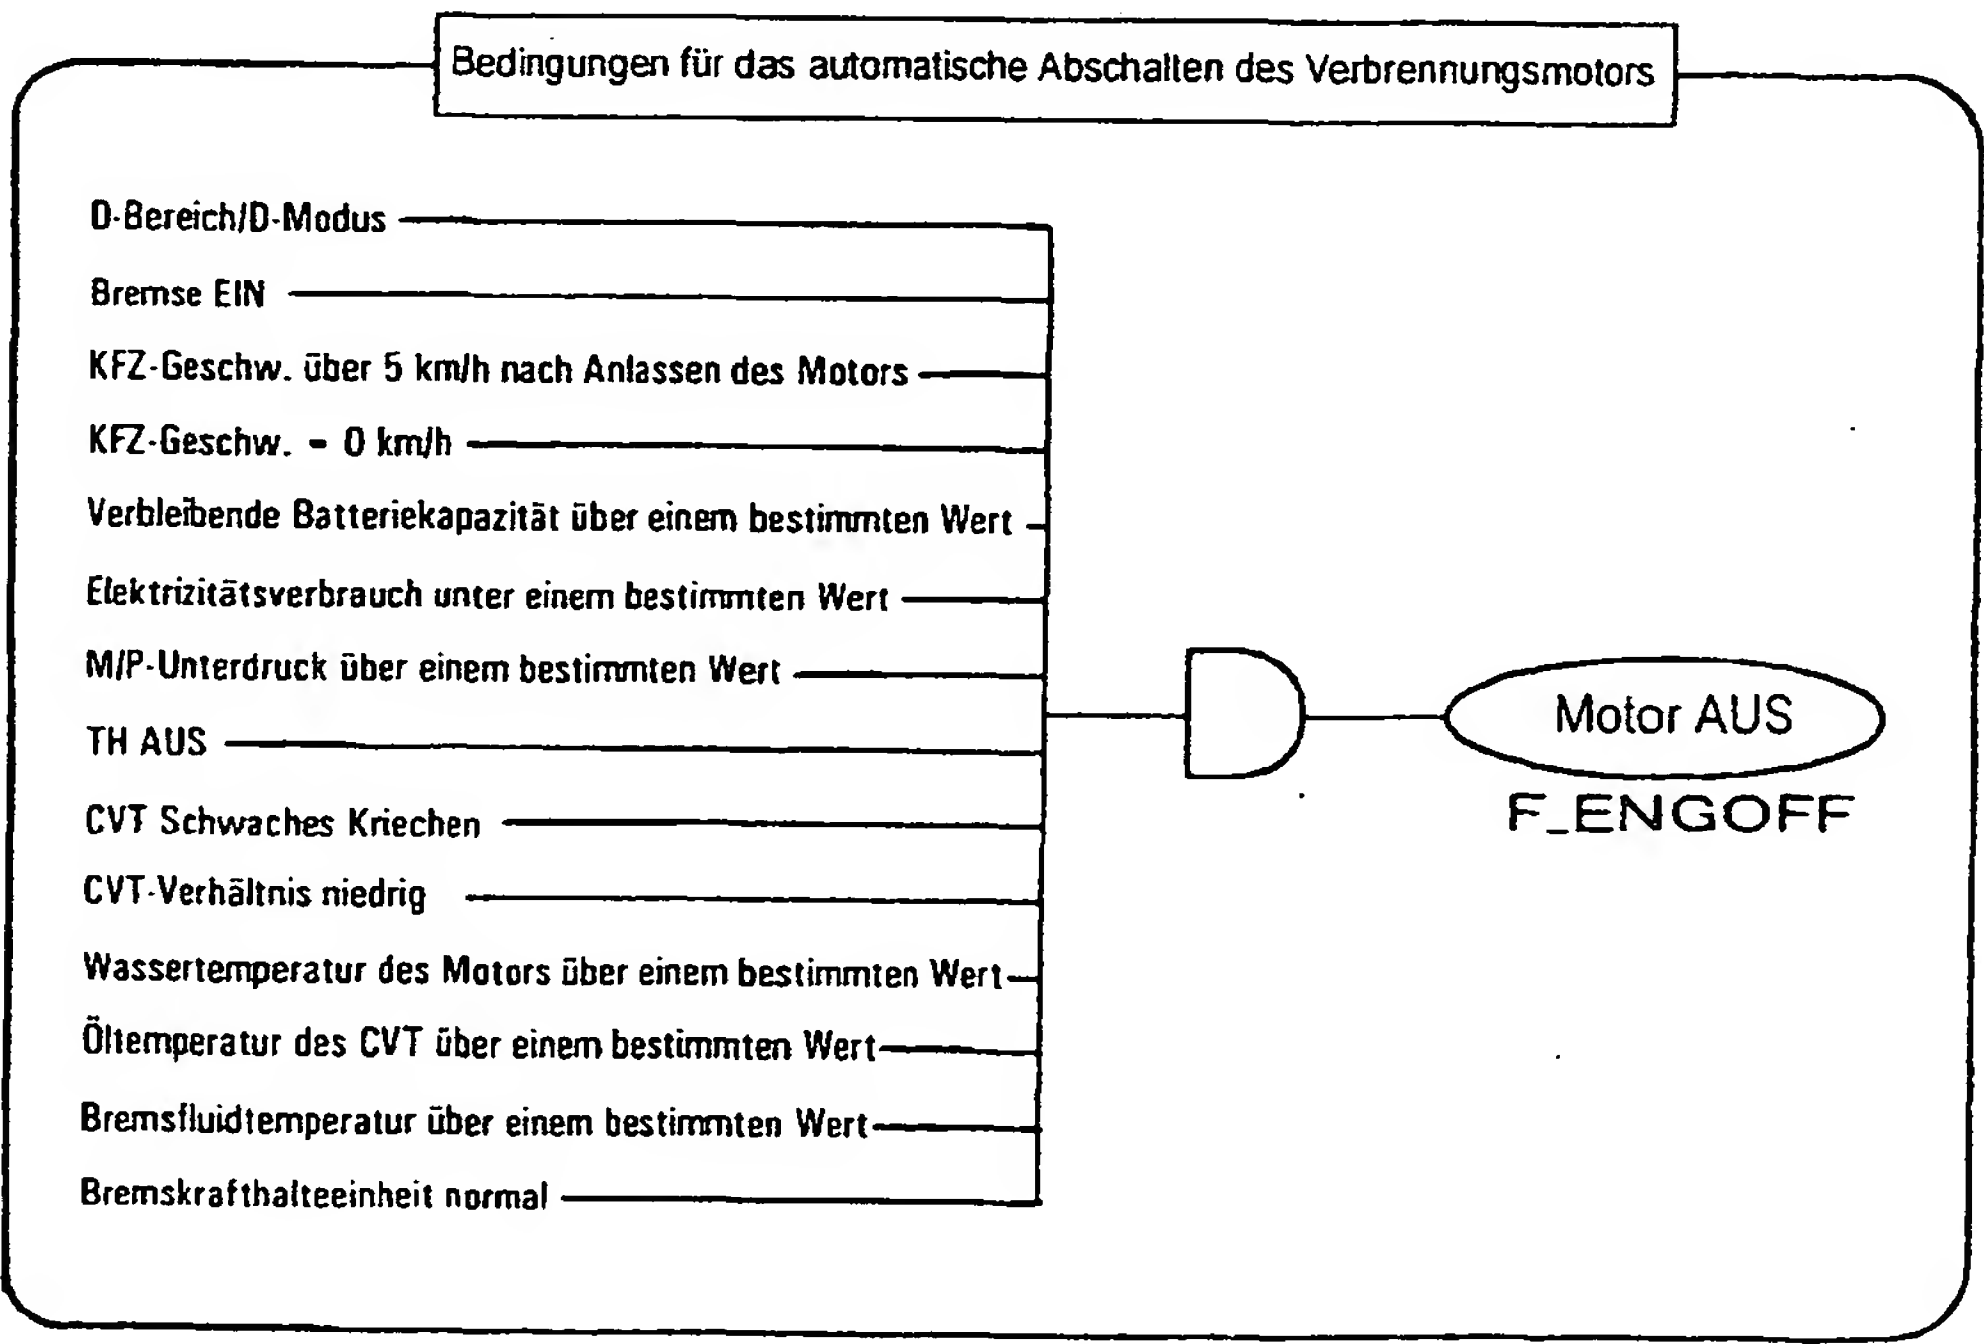 Bedingungen für das automatische Abschalten des Verbrennungsmotors
D-Bereich/D-Modus
Bremse EIN
KFZ-Geschw. über 5 km/h nach Anlassen des Motors
KFZ-Geschw. = 0 km/h
Verbleibende Batteriekapazität über einem bestimmten Wert
Elektrizitätsverbrauch unter einem bestimmten Wert
M/P-Unterdruck über einem bestimmten Wert
TH AUS
CVT Schwaches Kriechen
CVT-Verhältnis niedrig
Wassertemperatur des Motors über einem bestimmten Wert
Öltemperatur des CVT über einem bestimmten Wert
Bremsfluidtemperatur über einem bestimmten Wert
Bremskrafthalteeinheit normal
Motor AUS
F_ENGOFF